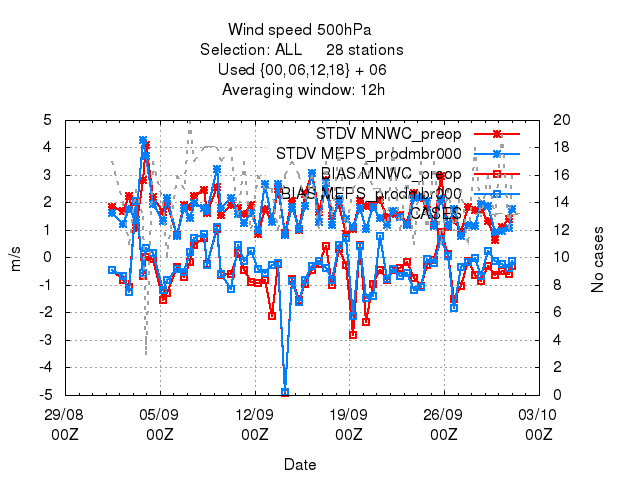 Wind speed 500hPa
Selection: ALL 28 stations
Used {00,06,12,18} + 06
Averaging window: 12h
STDV MNWC_preop
STDV MEPS_prodmbr000
BIAS MNWC_preop
BIAS MEPS_prodmbr000
CASES
5
4
3
2
1
0
-1
-2
-3
-4
-5
m/s
20
18
16
14
12
10
8
6
4
2
0
No cases
29/08 05/09 12/09 19/09 26/09 03/10
00Z 00Z 00Z 00Z 00Z 00Z
Date